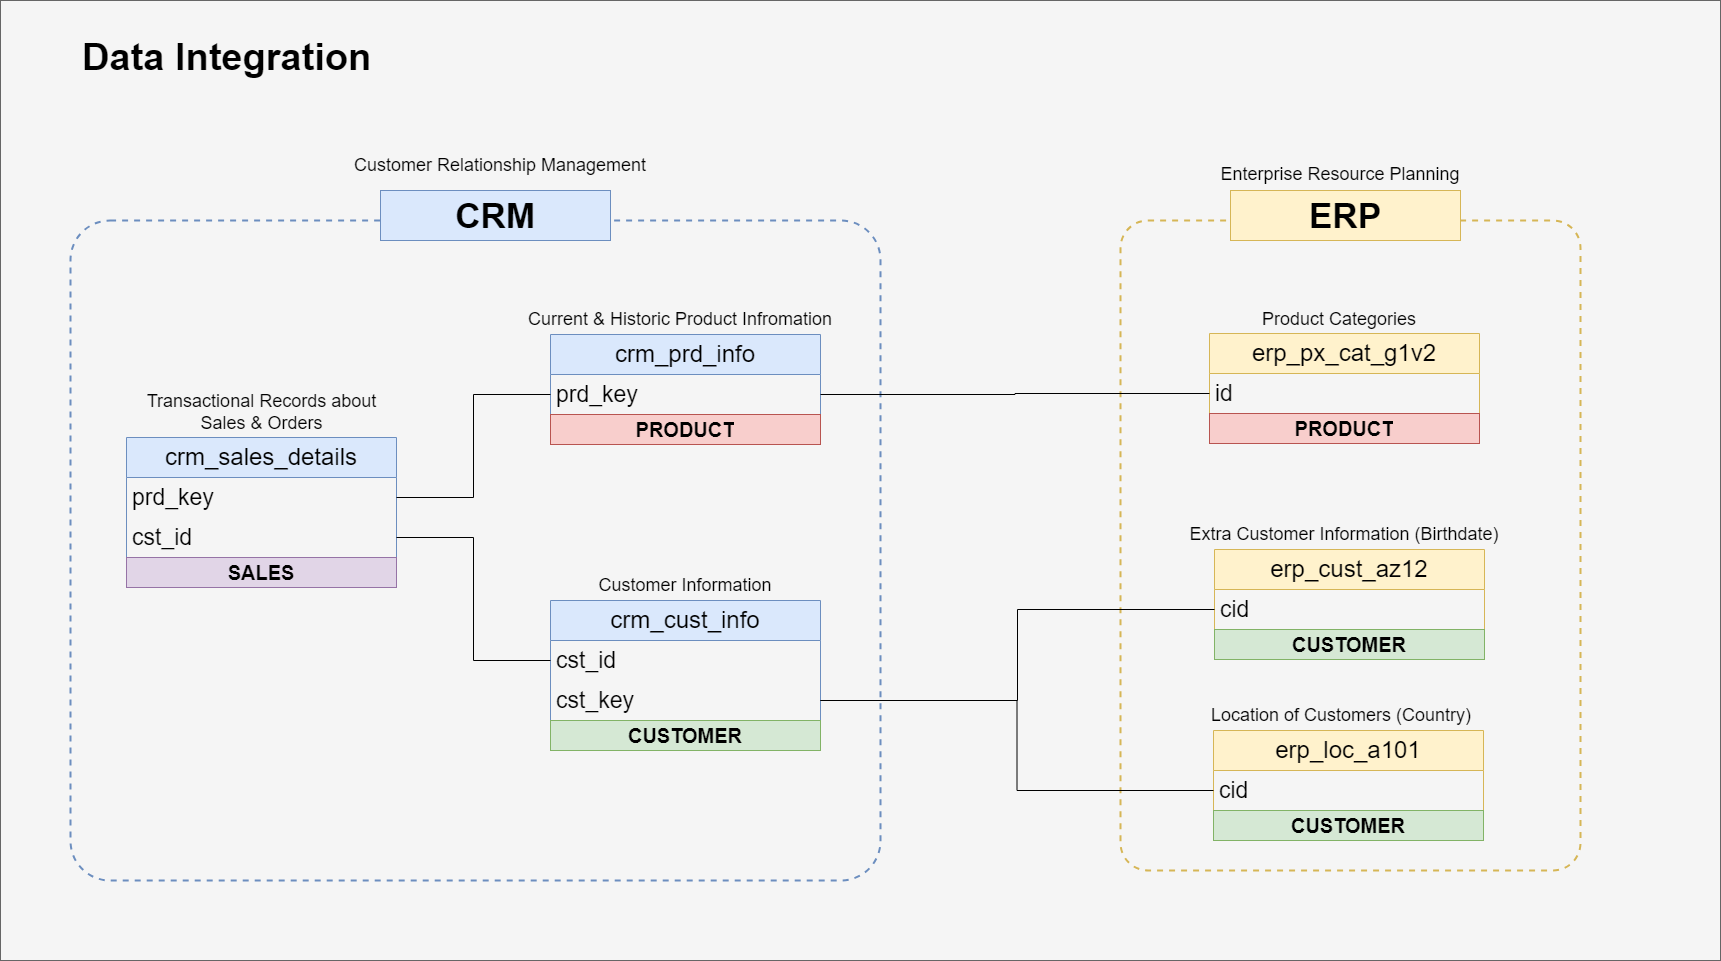 Data Integration
Customer Relationship Management
CRM
Transactional Records about
Sales & Orders
crm_sales_details
prd_key
cst_id
SALES
Current & Historic Product Infromation
crm_prd_info
prd_key
PRODUCT
Customer Information
crm_cust_info
cst_id
cst_key
CUSTOMER
Enterprise Resource Planning
ERP
Product Categories
erp_px_cat_g1v2
id
PRODUCT
Extra Customer Information (Birthdate)
erp_cust_az12
cid
CUSTOMER
Location of Customers (Country)
erp_loc_a101
cid
CUSTOMER